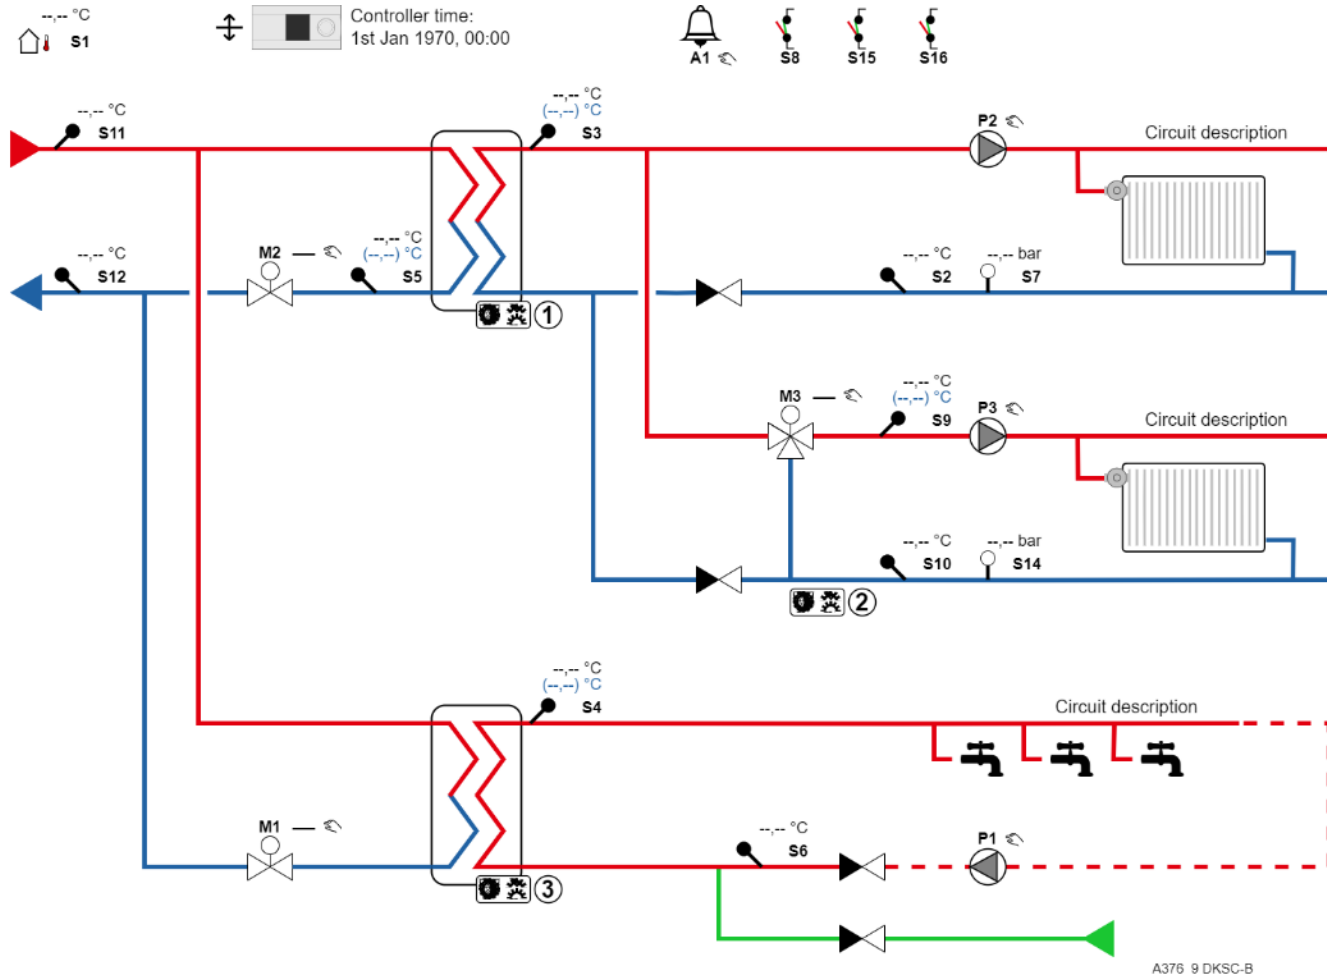 --,-- °C
S1
Controller time:
1st Jan 1970, 00:00
A1
S8
S15
S16
--,-- °C
S11
--,-- °C
(--,--) °C
S3
P2
Circuit description
--,-- °C
S12
M2
--,-- °C
(--,--) °C
S5
--,-- °C
S2
--,-- bar
S7
1
M3
--,-- °C
(--,--) °C
S9
P3
Circuit description
--,-- °C
S10
--,-- bar
S14
2
--,-- °C
(--,--) °C
S4
Circuit description
M1
--,-- °C
S6
P1
3
A376 9 DKSC-B